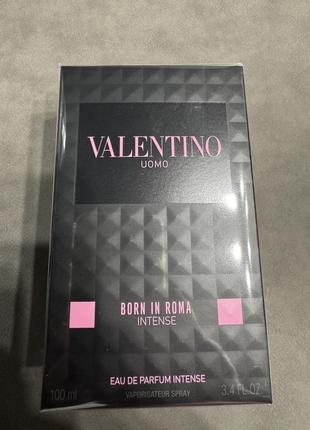 VALENTINO
UOMO
BORN IN ROMA
INTENSE
EAU DE PARFUM INTENSE
VAPORISATEUR SPRAY
100 ml
3.4 FL.OZ